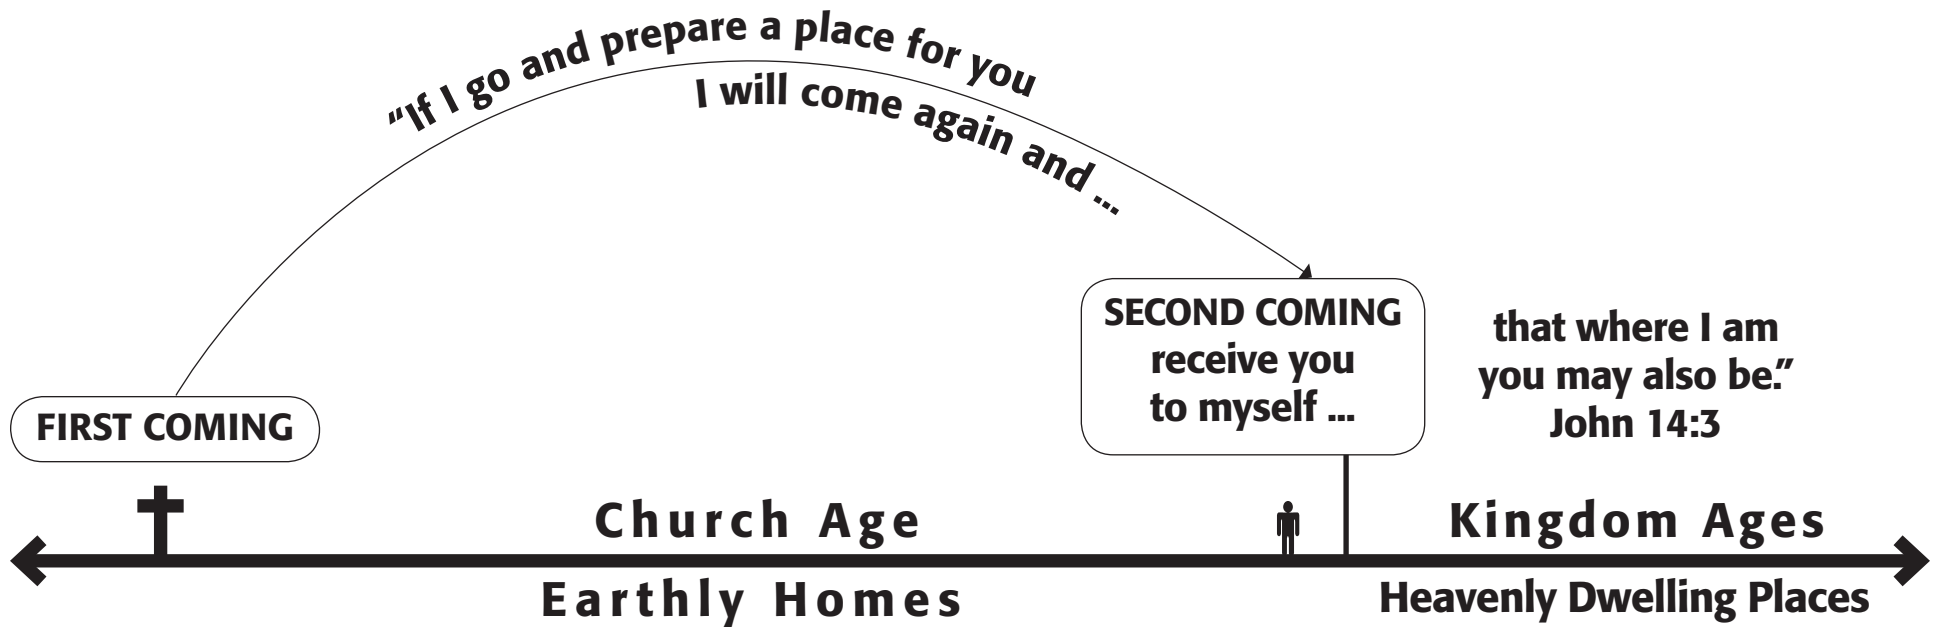 “If I go and prepare a place for you
I will come again and ...
SECOND COMING
receive you
to myself ...
that where I am
you may also be.”
John 14:3
FIRST COMING
Church Age
Kingdom Ages
Earthly Homes
Heavenly Dwelling Places